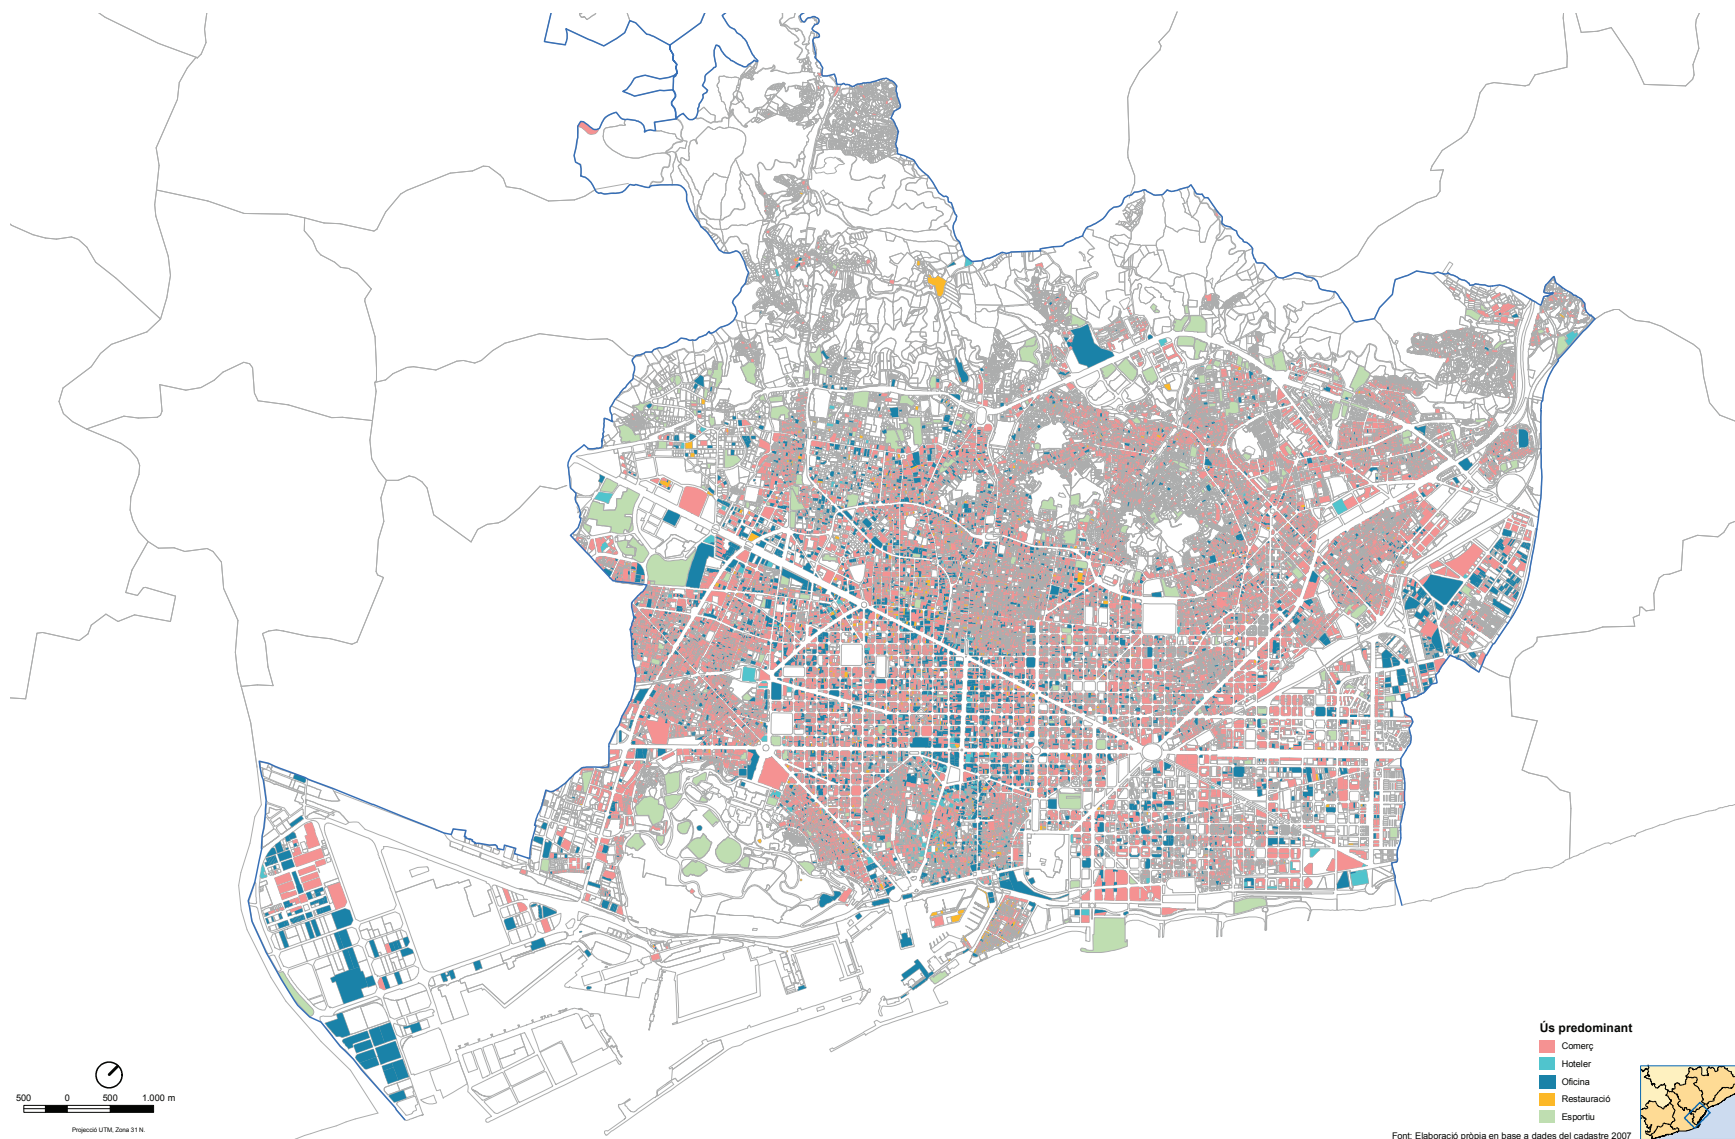 Ús predominant
Comerç
Hoteler
Oficina
Restauració
Esportiu
500 0 500 1.000 m
Projecció UTM, Zona 31 N.
Font: Elaboració pròpia en base a dades del cadastre 2007